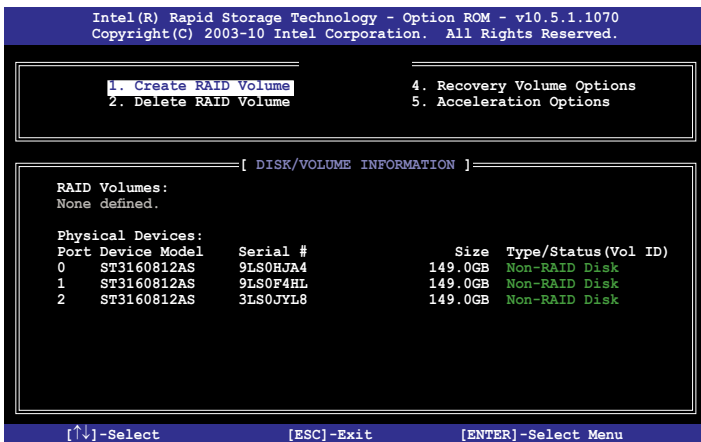 Intel(R) Rapid Storage Technology - Option ROM - v10.5.1.1070
Copyright(C) 2003-10 Intel Corporation. All Rights Reserved.
1. Create RAID Volume 4. Recovery Volume Options
2. Delete RAID Volume 5. Acceleration Options
[ DISK/VOLUME INFORMATION ]
RAID Volumes:
None defined.
Physical Devices:
Port Device Model Serial # Size Type/Status(Vol ID)
0 ST3160812AS 9LS0HJA4 149.0GB Non-RAID Disk
1 ST3160812AS 9LS0F4HL 149.0GB Non-RAID Disk
2 ST3160812AS 3LS0JYL8 149.0GB Non-RAID Disk
[↑↓]-Select [ESC]-Exit [ENTER]-Select Menu